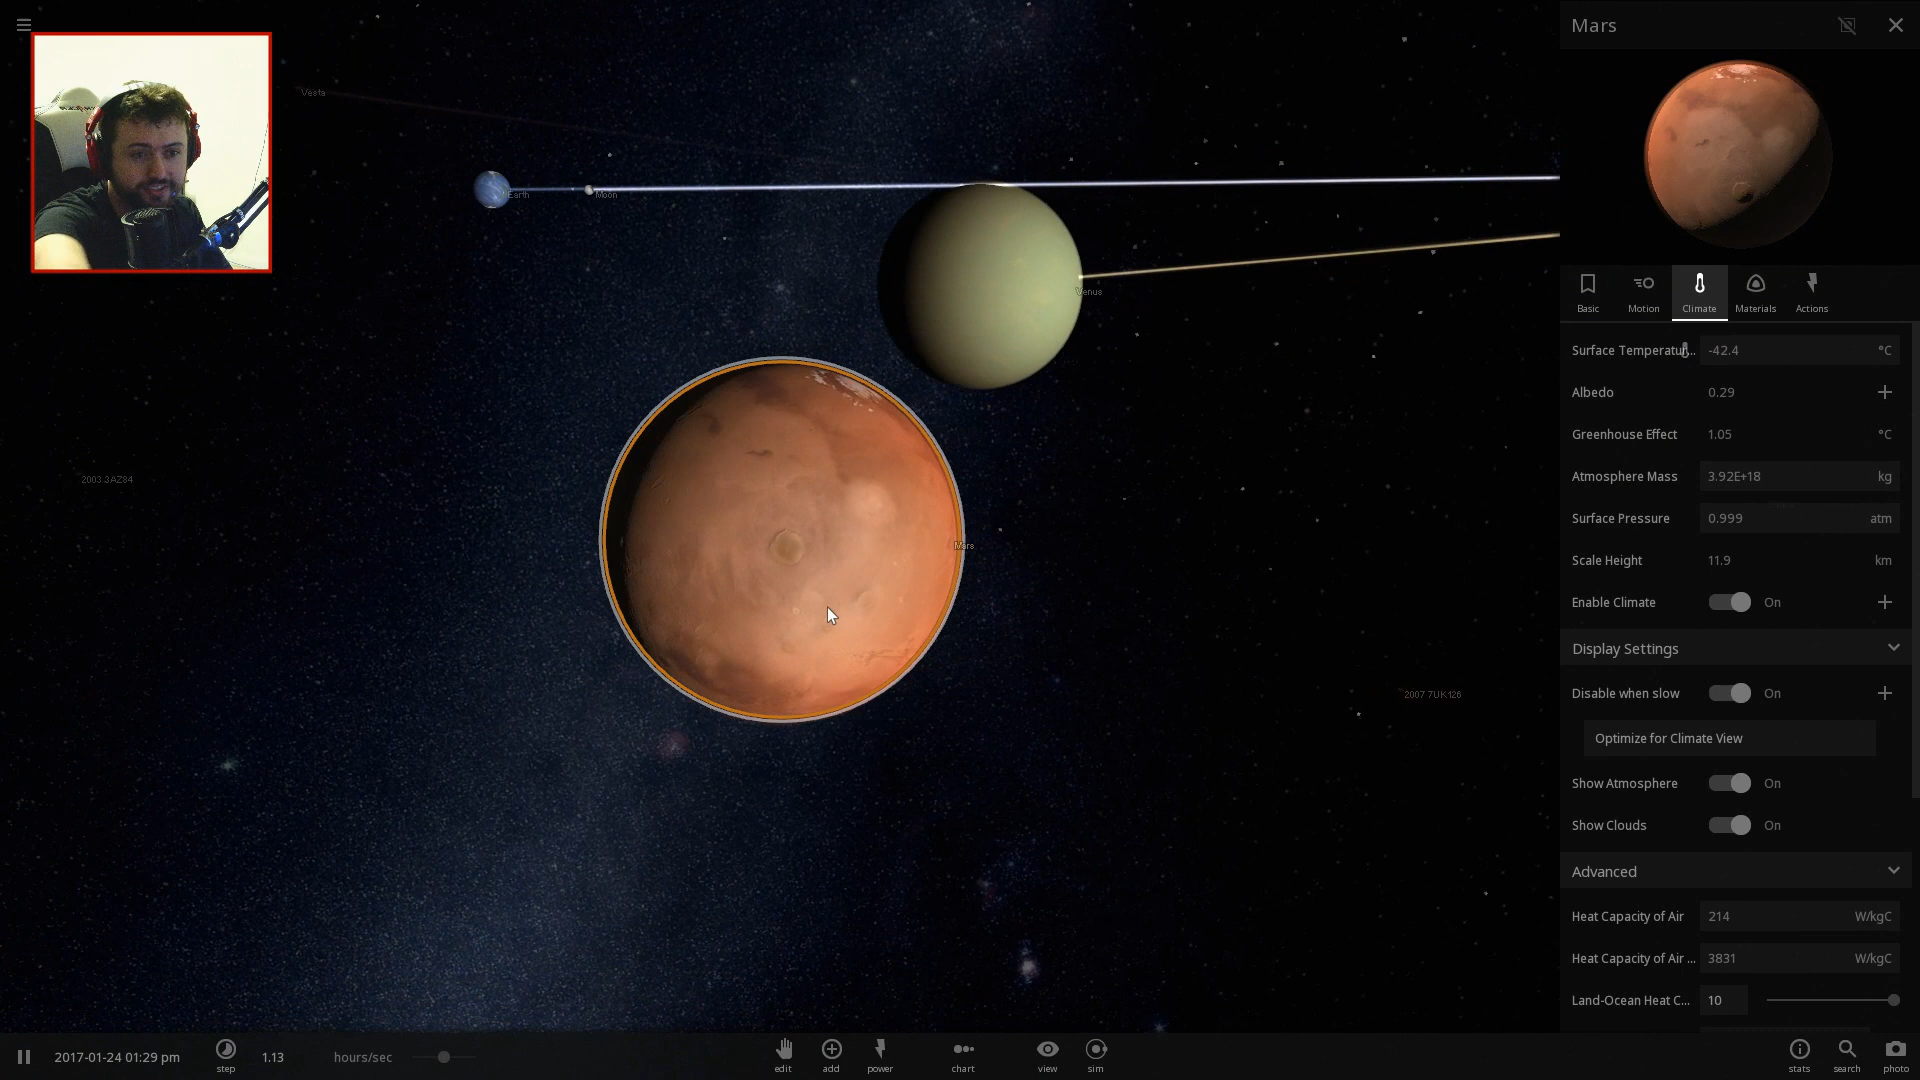 Mars
Vesta
Earth
Moon
Venus
Mars
2003 3AZ84
2007 7UK126
Basic
Motion
Climate
Materials
Actions
Surface Temperatur... -42.4 °C
Albedo 0.29
Greenhouse Effect 1.05 °C
Atmosphere Mass 3.92E+18 kg
Surface Pressure 0.999 atm
Scale Height 11.9 km
Enable Climate On
Display Settings
Disable when slow On
Optimize for Climate View
Show Atmosphere On
Show Clouds On
Advanced
Heat Capacity of Air 214 W/kgC
Heat Capacity of Air ... 3831 W/kgC
Land-Ocean Heat C... 10
2017-01-24 01:29 pm
step
1.13 hours/sec
edit
add
power
chart
view
sim
stats
search
photo